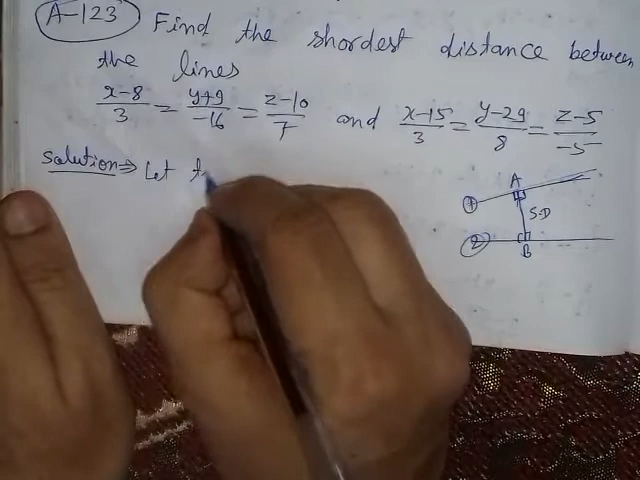 A-123 Find the shordest distance between
the lines
x-8/3 = y+9/-16 = z-10/7 and x-15/3 = y-29/8 = z-5/-5
Solution⇒ Let
A
1
S.D
2
B